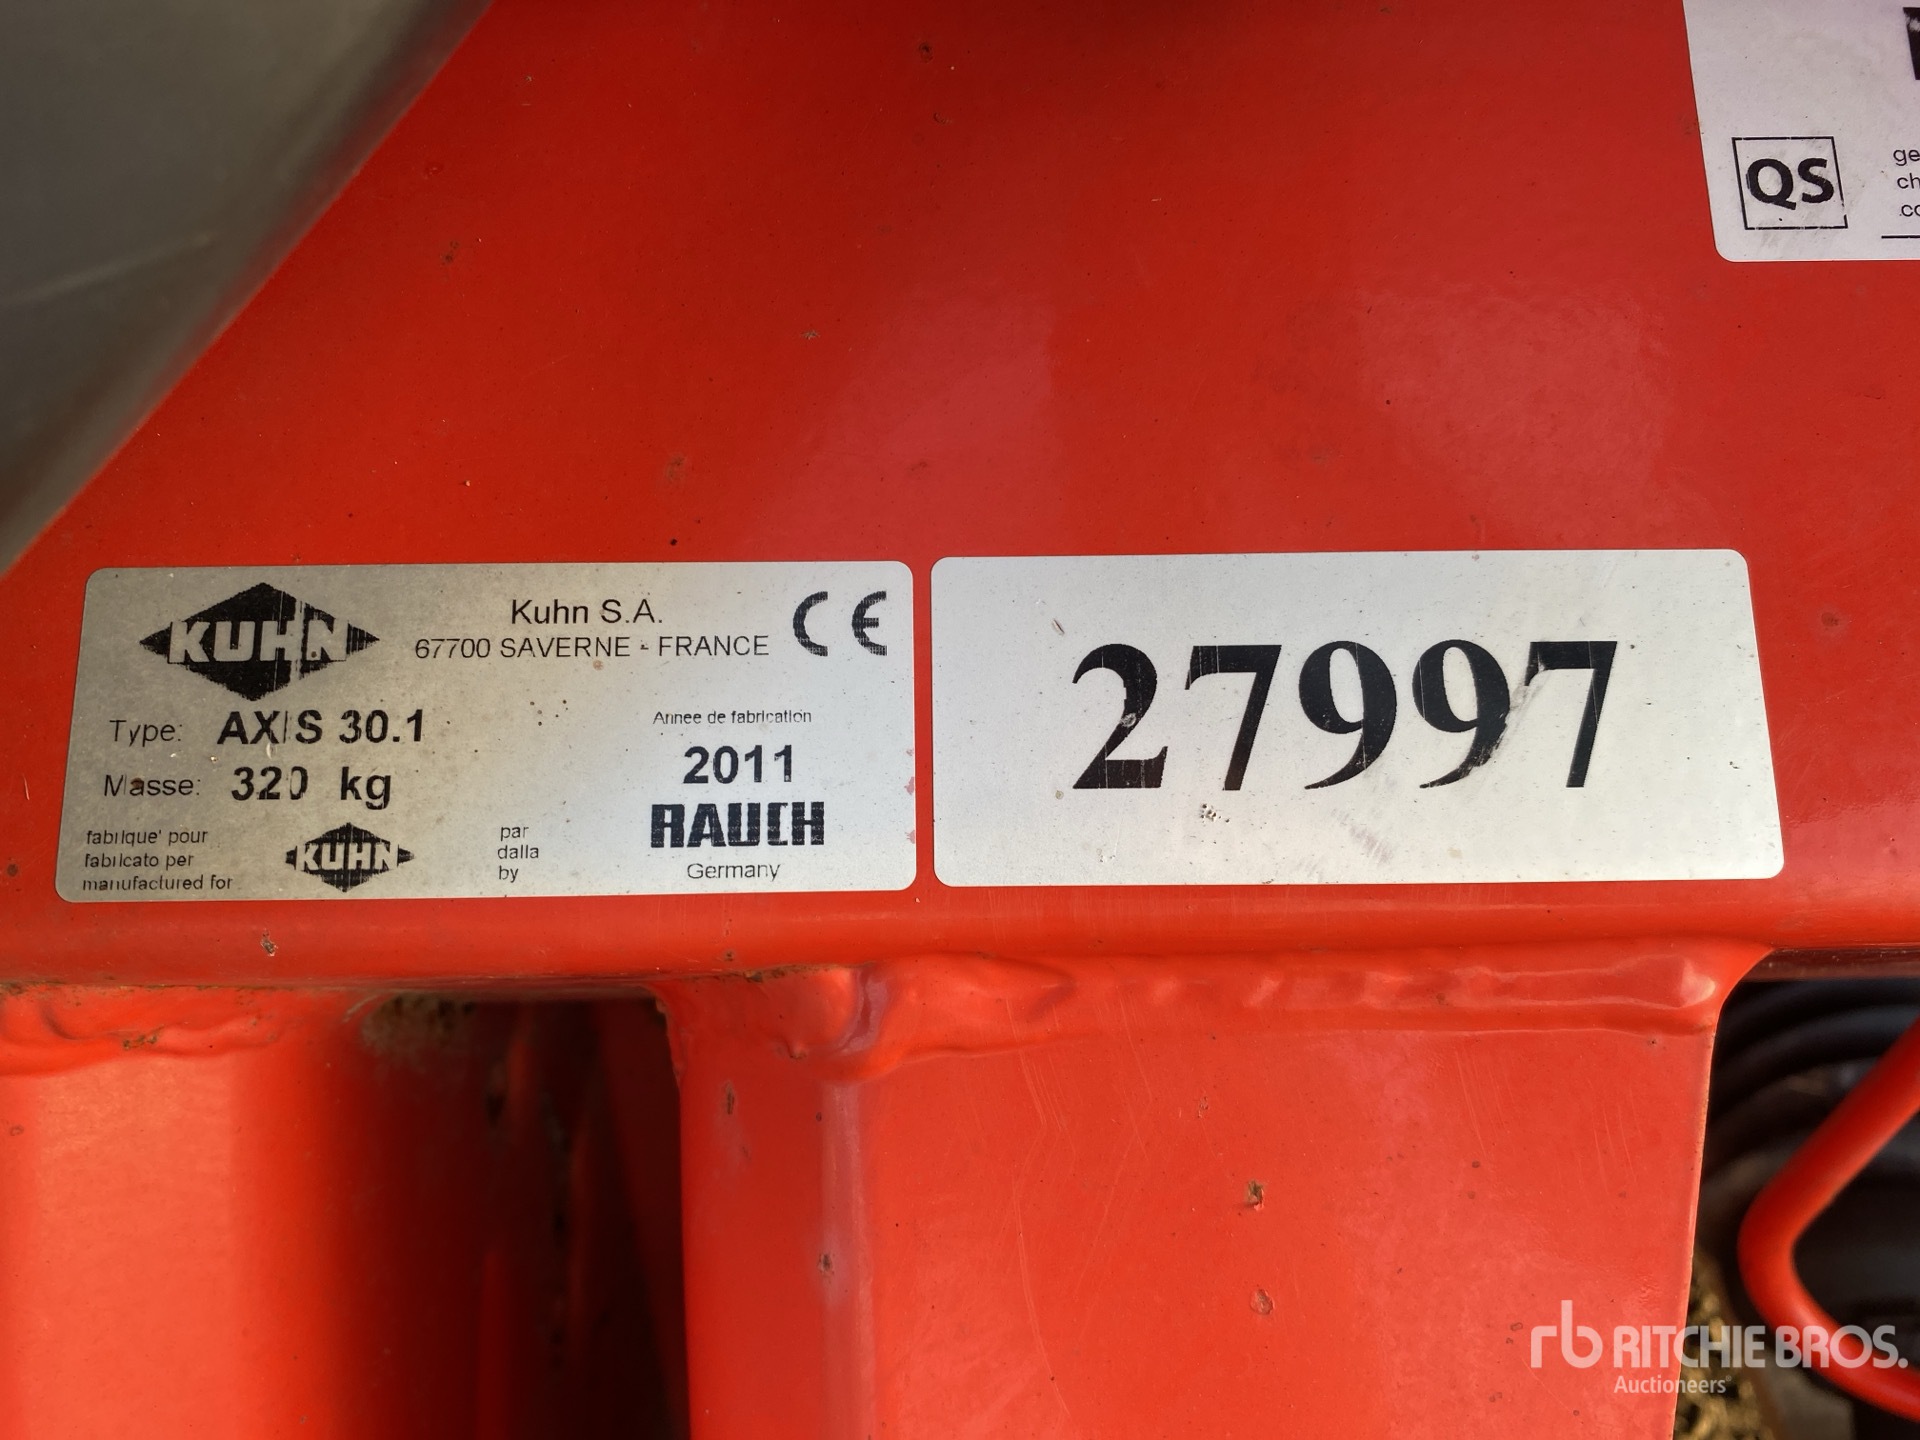 QS
KUHN
Kuhn S.A.
67700 SAVERNE - FRANCE
CE
Type: AXIS 30.1
Masse: 320 kg
Annee de fabrication
2011
fabrique' pour
fabricato per
manufactured for
KUHN
par
dalla
by
RAUCH
Germany
27997
rb RITCHIE BROS.
Auctioneers